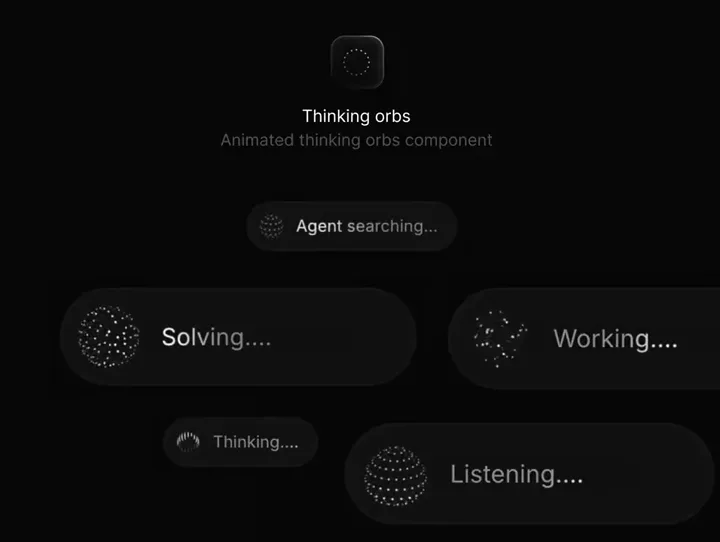 Thinking orbs
Animated thinking orbs component
Agent searching...
Solving....
Working....
Thinking....
Listening....